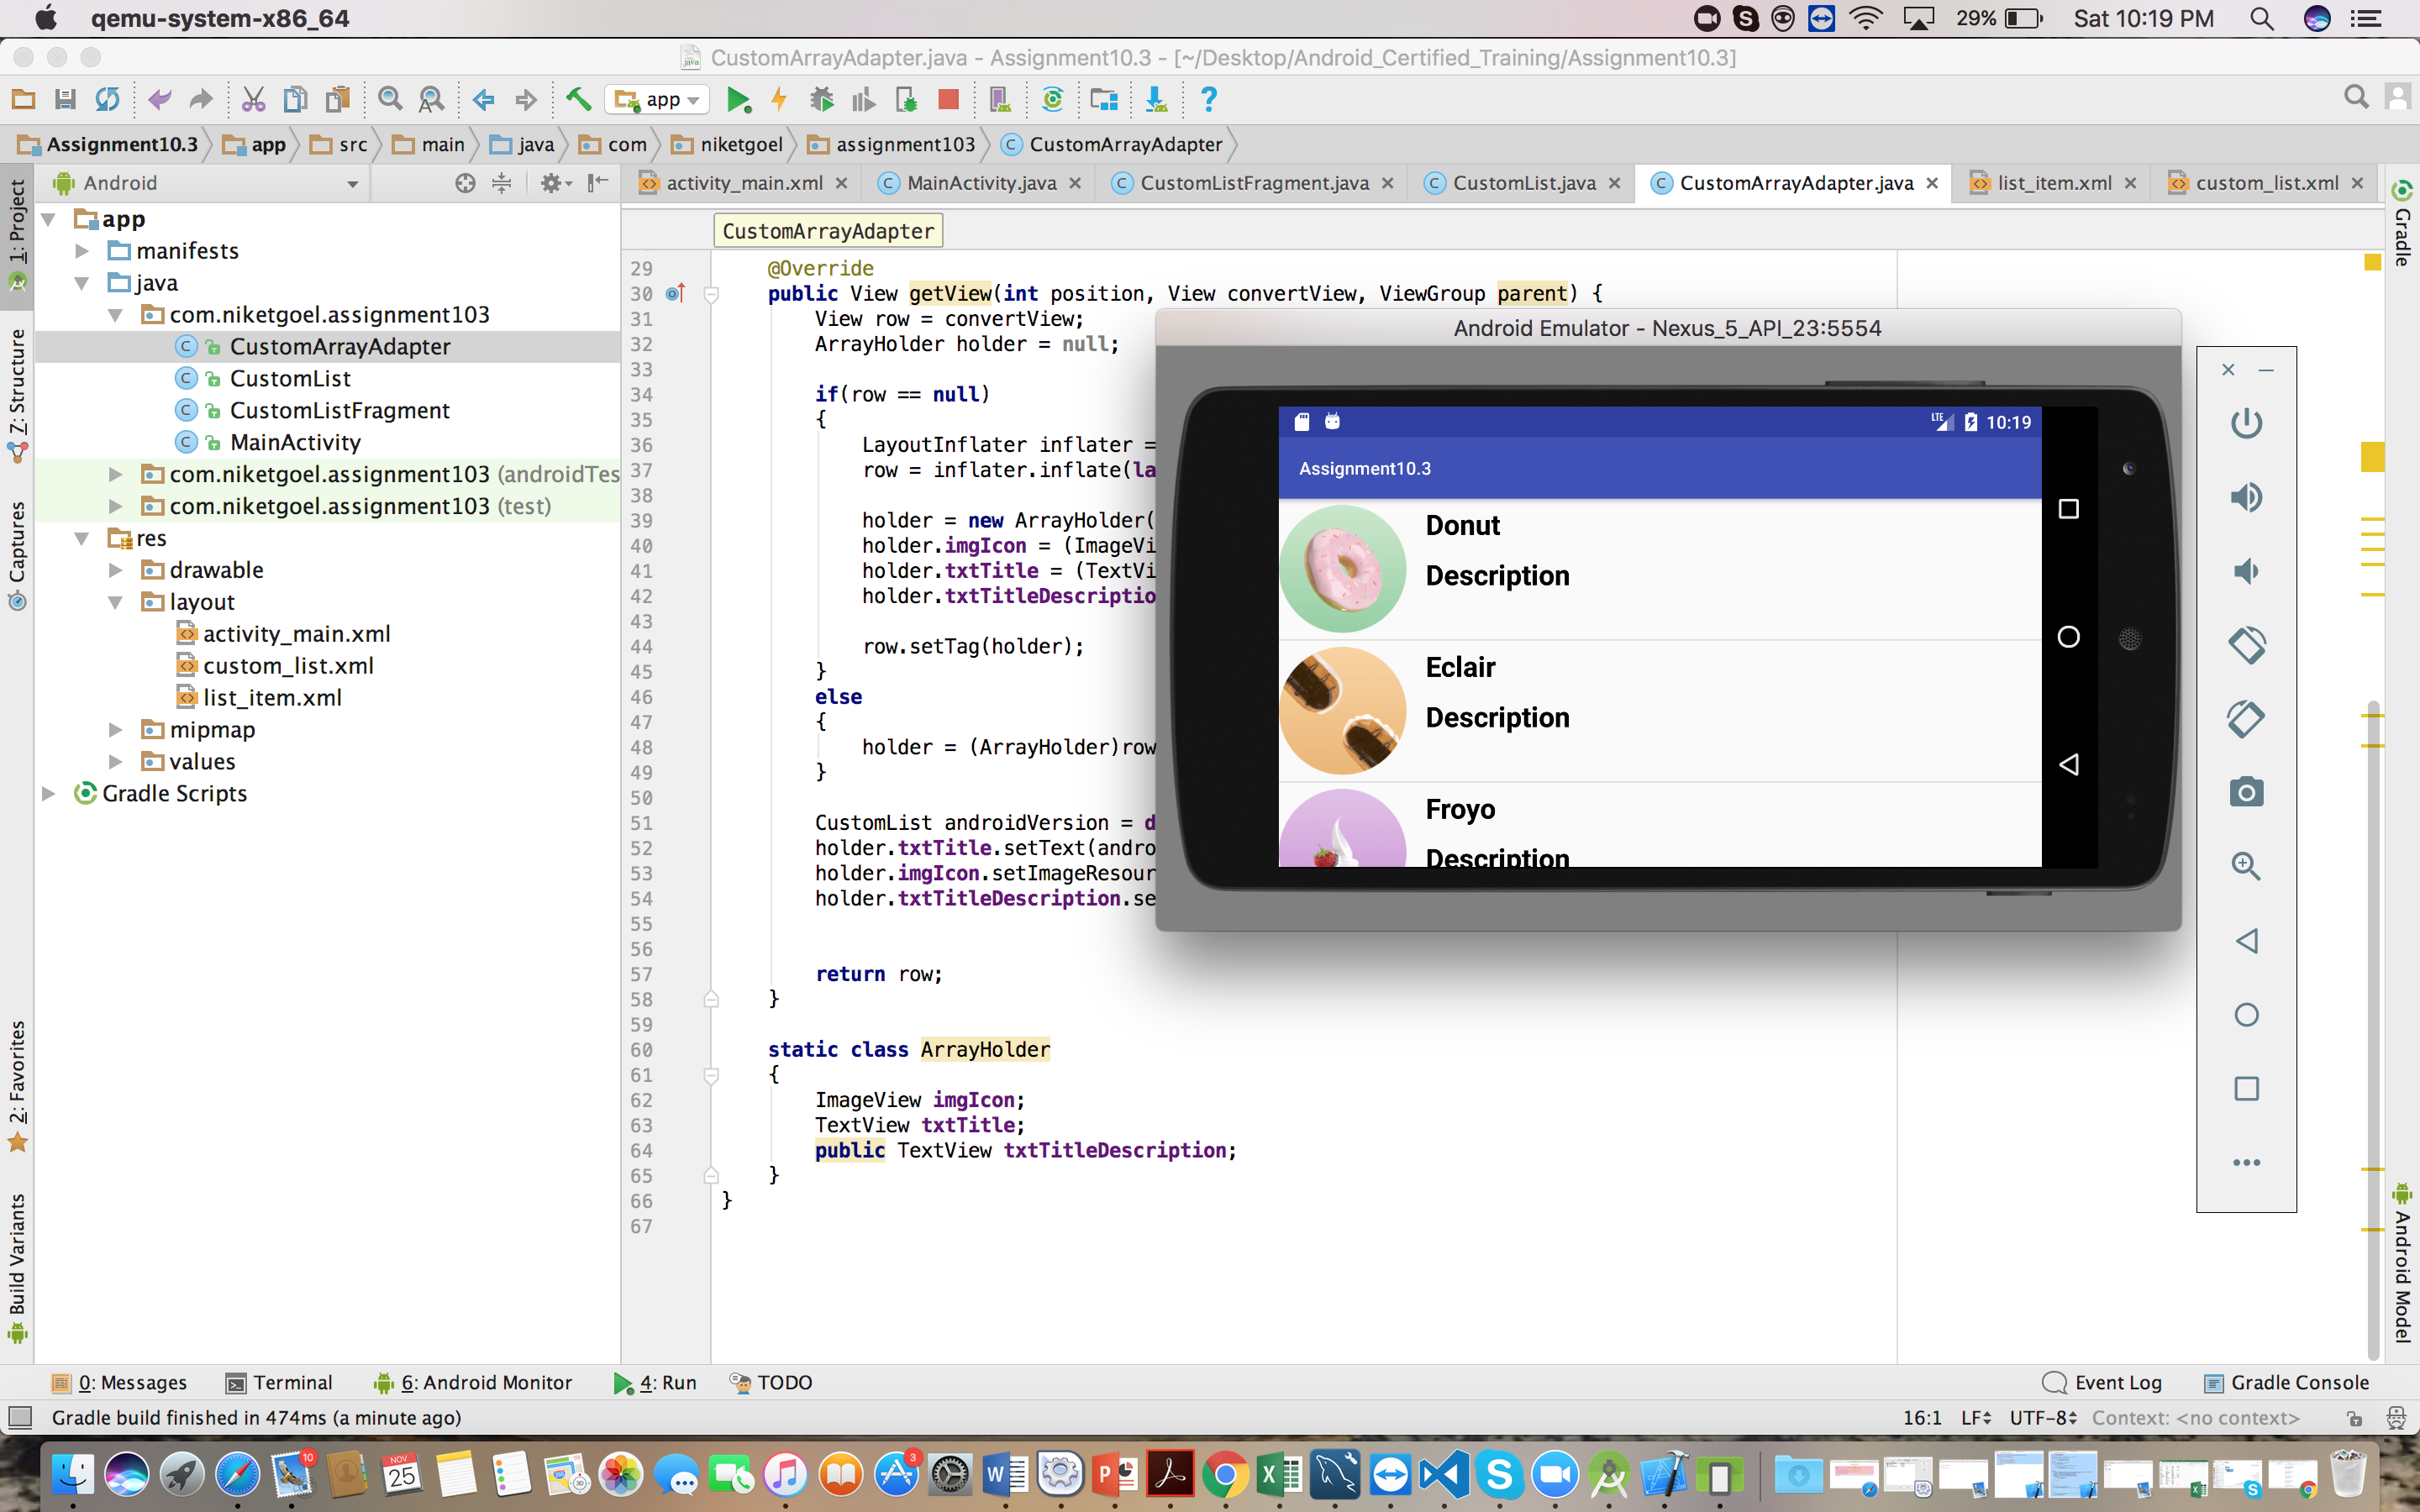 qemu-system-x86_64
29% Sat 10:19 PM
CustomArrayAdapter.java - Assignment10.3 - [~/Desktop/Android_Certified_Training/Assignment10.3]
app
Assignment10.3 app src main java com niketgoel assignment103 CustomArrayAdapter
Android
activity_main.xml MainActivity.java CustomListFragment.java CustomList.java CustomArrayAdapter.java list_item.xml custom_list.xml
1: Project
7: Structure
Captures
2: Favorites
Build Variants
app
manifests
java
com.niketgoel.assignment103
CustomArrayAdapter
CustomList
CustomListFragment
MainActivity
com.niketgoel.assignment103 (androidTes
com.niketgoel.assignment103 (test)
res
drawable
layout
activity_main.xml
custom_list.xml
list_item.xml
mipmap
values
Gradle Scripts
CustomArrayAdapter
29 @Override
30 public View getView(int position, View convertView, ViewGroup parent) {
31 View row = convertView;
32 ArrayHolder holder = null;
33
34 if(row == null)
35 {
36 LayoutInflater inflater =
37 row = inflater.inflate(la
38
39 holder = new ArrayHolder(
40 holder.imgIcon = (ImageVi
41 holder.txtTitle = (TextVi
42 holder.txtTitleDescriptio
43
44 row.setTag(holder);
45 }
46 else
47 {
48 holder = (ArrayHolder)row
49 }
50
51 CustomList androidVersion = d
52 holder.txtTitle.setText(andro
53 holder.imgIcon.setImageResour
54 holder.txtTitleDescription.se
55
56
57 return row;
58 }
59
60 static class ArrayHolder
61 {
62 ImageView imgIcon;
63 TextView txtTitle;
64 public TextView txtTitleDescription;
65 }
66 }
67
Android Emulator - Nexus_5_API_23:5554
LTE 10:19
Assignment10.3
Donut
Description
Eclair
Description
Froyo
Description
Gradle
Android Model
0: Messages Terminal 6: Android Monitor 4: Run TODO Event Log Gradle Console
Gradle build finished in 474ms (a minute ago) 16:1 LF UTF-8 Context: <no context>
10
NOV
25
3